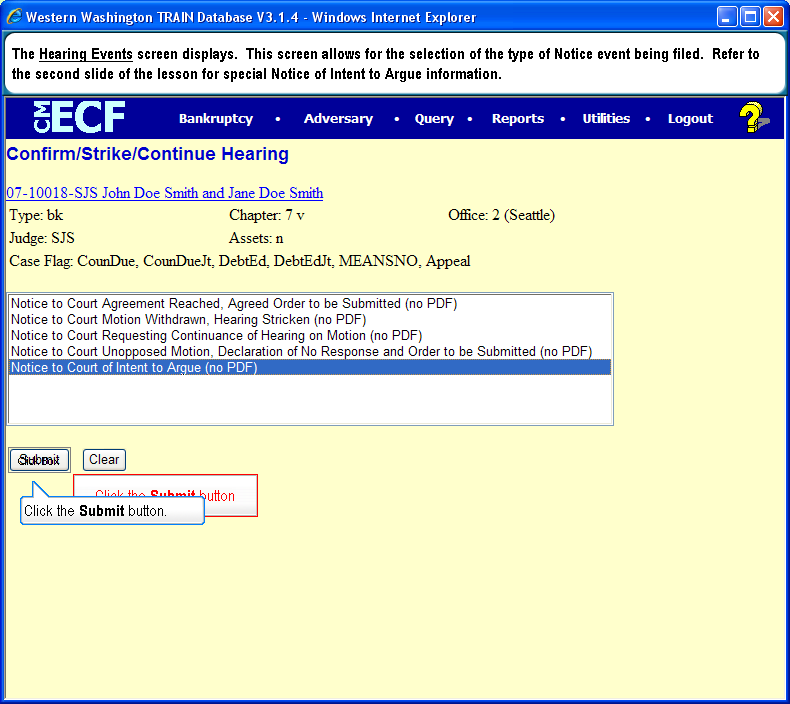 Western Washington TRAIN Database V3.1.4 - Windows Internet Explorer
The Hearing Events screen displays. This screen allows for the selection of the type of Notice event being filed. Refer to
the second slide of the lesson for special Notice of Intent to Argue information.
CM ECF Bankruptcy • Adversary • Query • Reports • Utilities • Logout ?
Confirm/Strike/Continue Hearing
07-10018-SJS John Doe Smith and Jane Doe Smith
Type: bk Chapter: 7 v Office: 2 (Seattle)
Judge: SJS Assets: n
Case Flag: CounDue, CounDueJt, DebtEd, DebtEdJt, MEANSNO, Appeal
Notice to Court Agreement Reached, Agreed Order to be Submitted (no PDF)
Notice to Court Motion Withdrawn, Hearing Stricken (no PDF)
Notice to Court Requesting Continuance of Hearing on Motion (no PDF)
Notice to Court Unopposed Motion, Declaration of No Response and Order to be Submitted (no PDF)
Notice to Court of Intent to Argue (no PDF)
Submit Clear
Click the Submit button
Click the Submit button.